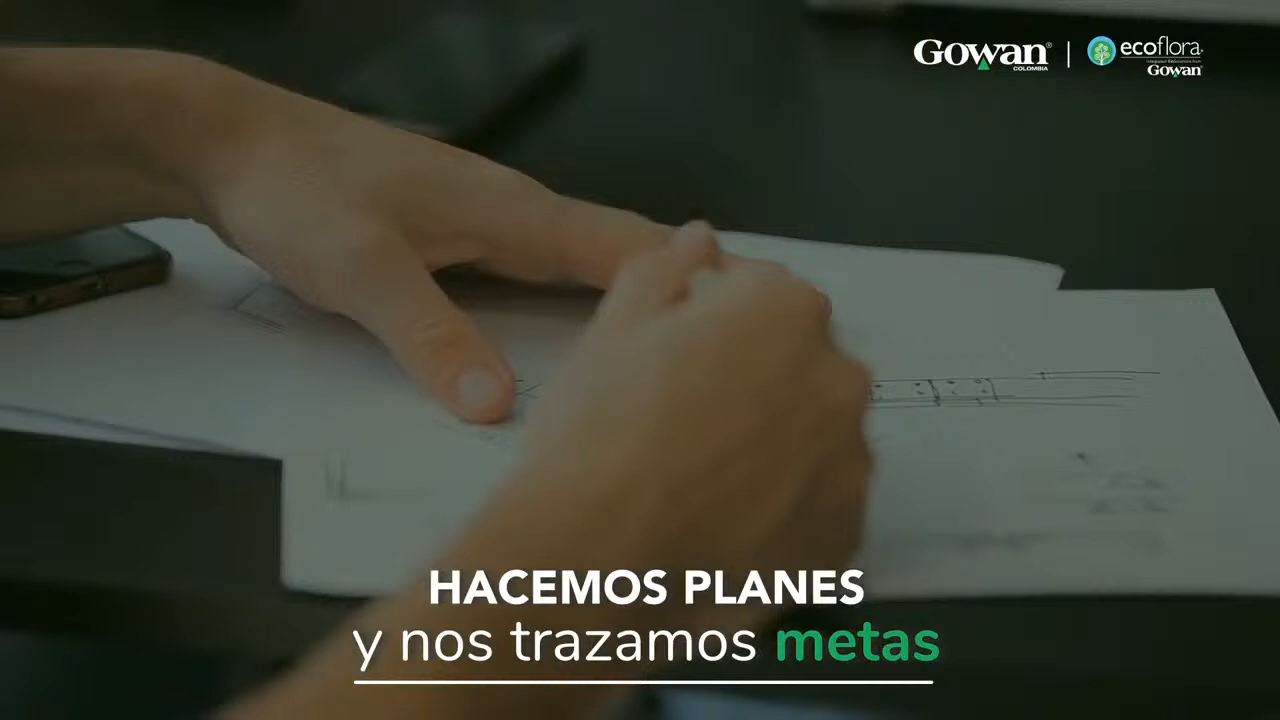 Gowan®
COLOMBIA
ecoflora
Gowan
HACEMOS PLANES
y nos trazamos metas